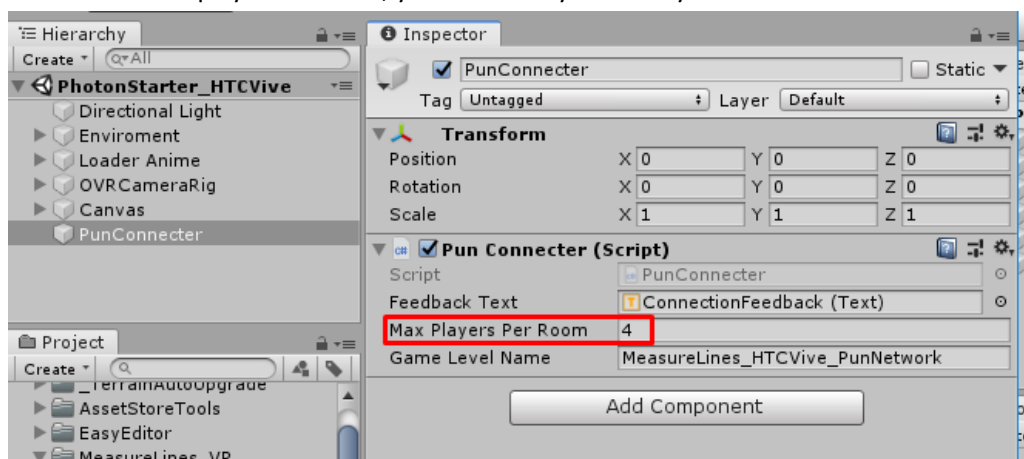 Hierarchy
Create
All
PhotonStarter_HTCVive
Directional Light
Enviroment
Loader Anime
OVRCameraRig
Canvas
PunConnecter
Project
Create
_TerrainAutoUpgrade
AssetStoreTools
EasyEditor
MeasureLines_VR
Inspector
PunConnecter
Static
Tag Untagged Layer Default
Transform
Position X 0 Y 0 Z 0
Rotation X 0 Y 0 Z 0
Scale X 1 Y 1 Z 1
Pun Connecter (Script)
Script PunConnecter
Feedback Text ConnectionFeedback (Text)
Max Players Per Room 4
Game Level Name MeasureLines_HTCVive_PunNetwork
Add Component